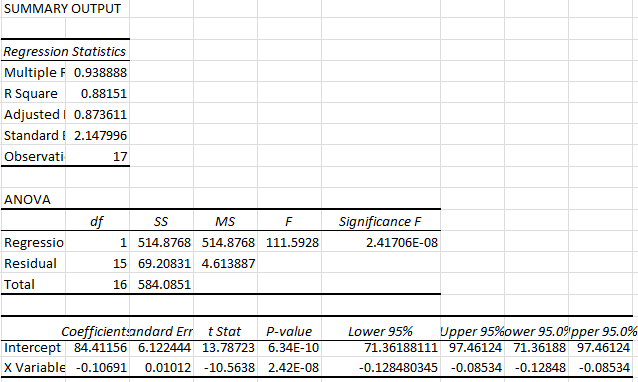 SUMMARY OUTPUT
Regression Statistics
Multiple R 0.938888
R Square 0.88151
Adjusted 0.873611
Standard E 2.147996
Observati 17
ANOVA
df SS MS F Significance F
Regressio 1 514.8768 514.8768 111.5928 2.41706E-08
Residual 15 69.20831 4.613887
Total 16 584.0851
Coefficients andard Err t Stat P-value Lower 95% Upper 95% ower 95.0% pper 95.0%
Intercept 84.41156 6.122444 13.78723 6.34E-10 71.36188111 97.46124 71.36188 97.46124
X Variable -0.10691 0.01012 -10.5638 2.42E-08 -0.128480345 -0.08534 -0.12848 -0.08534